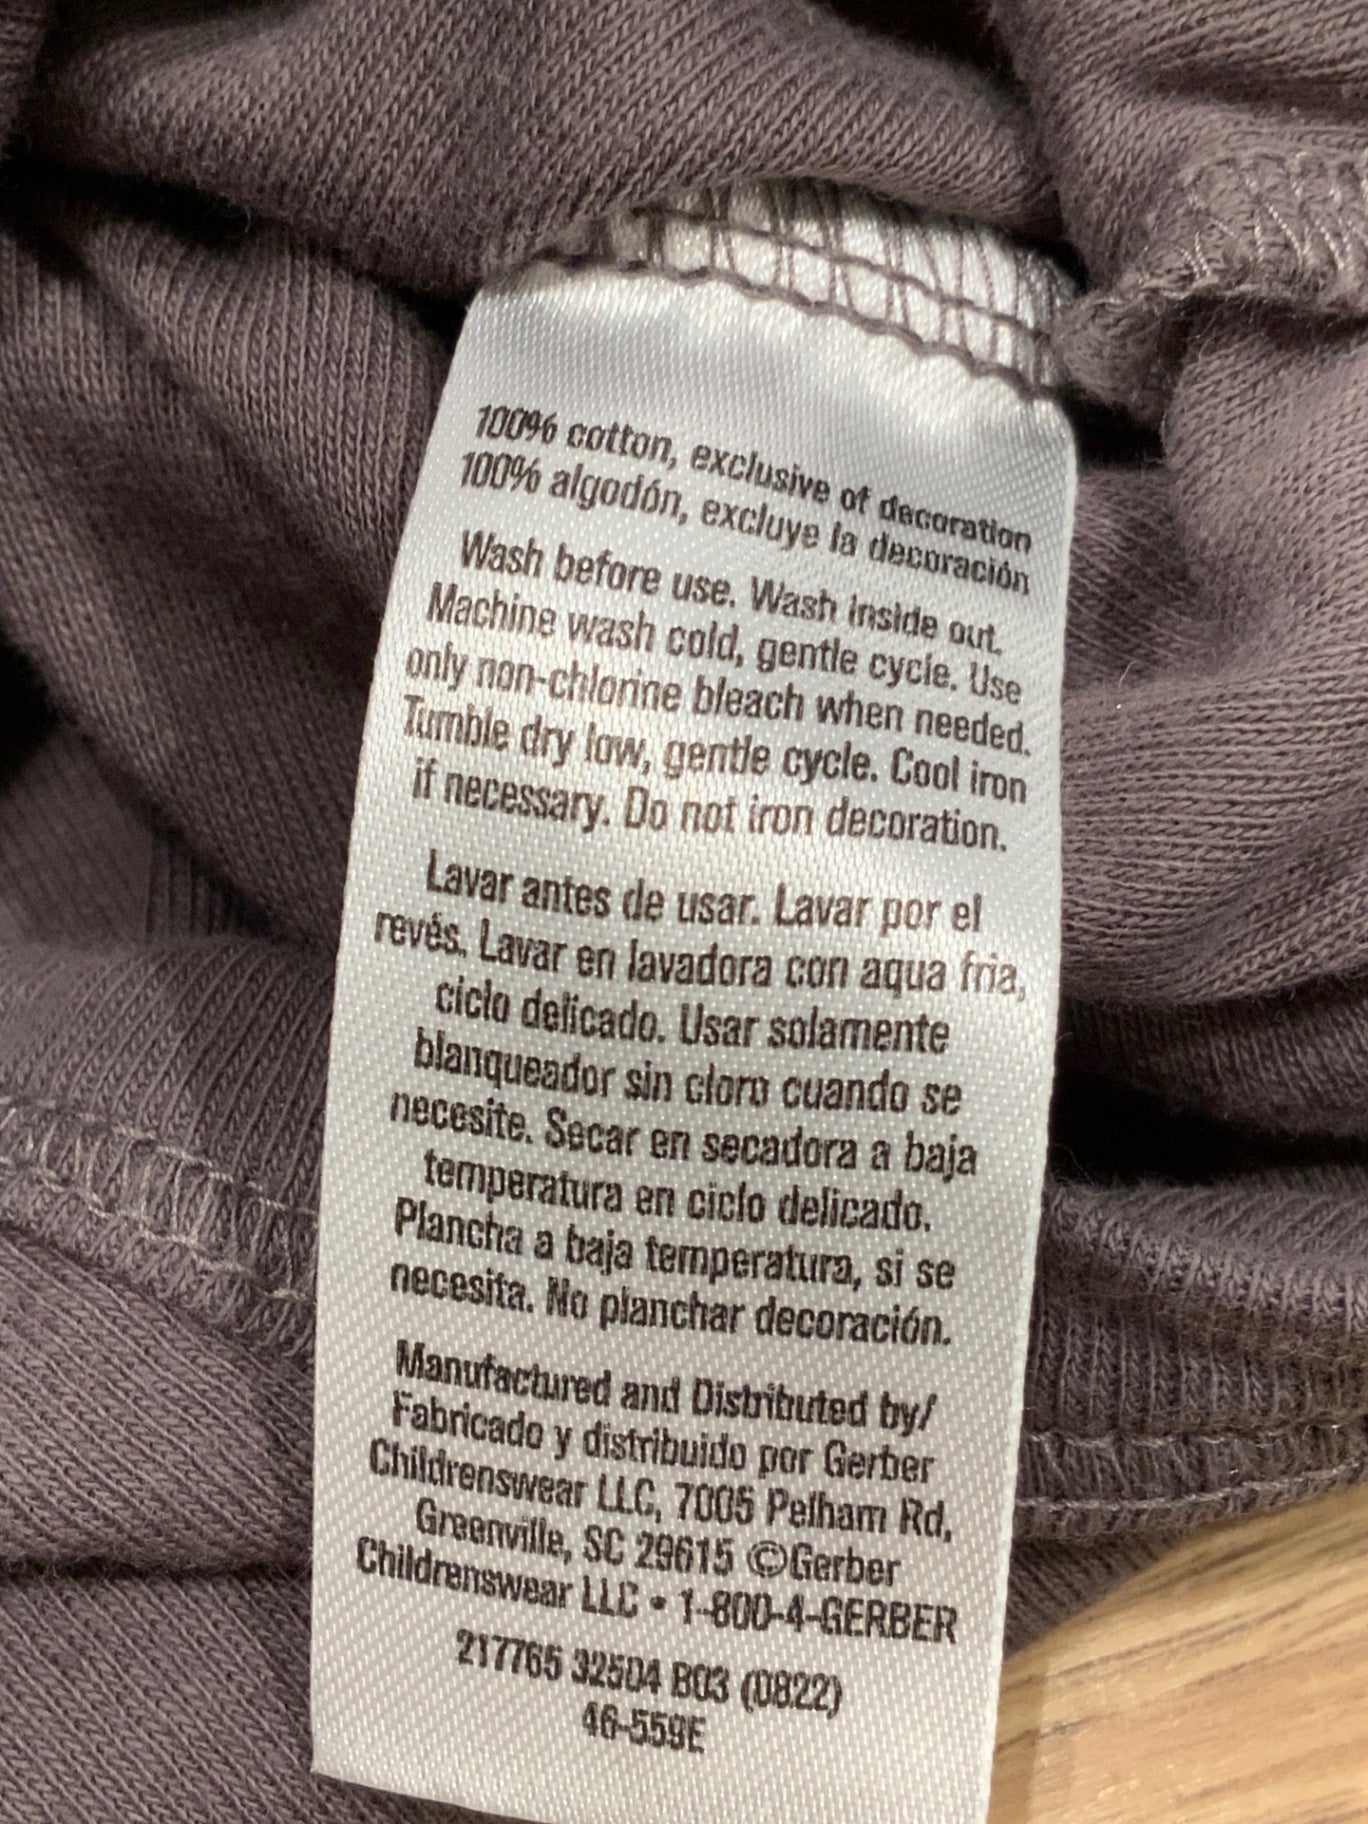 100% cotton, exclusive of decoration
100% algodón, excluye la decoración
Wash before use. Wash inside out.
Machine wash cold, gentle cycle. Use
only non-chlorine bleach when needed.
Tumble dry low, gentle cycle. Cool iron
if necessary. Do not iron decoration.
Lavar antes de usar. Lavar por el
revés. Lavar en lavadora con aqua fria,
ciclo delicado. Usar solamente
blanqueador sin cloro cuando se
necesite. Secar en secadora a baja
temperatura en ciclo delicado.
Plancha a baja temperatura, si se
necesita. No planchar decoración.
Manufactured and Distributed by/
Fabricado y distribuido por Gerber
Childrenswear LLC, 7005 Pelham Rd,
Greenville, SC 29615 ©Gerber
Childrenswear LLC • 1-800-4-GERBER
217765 32504 B03 (0822)
46-559E